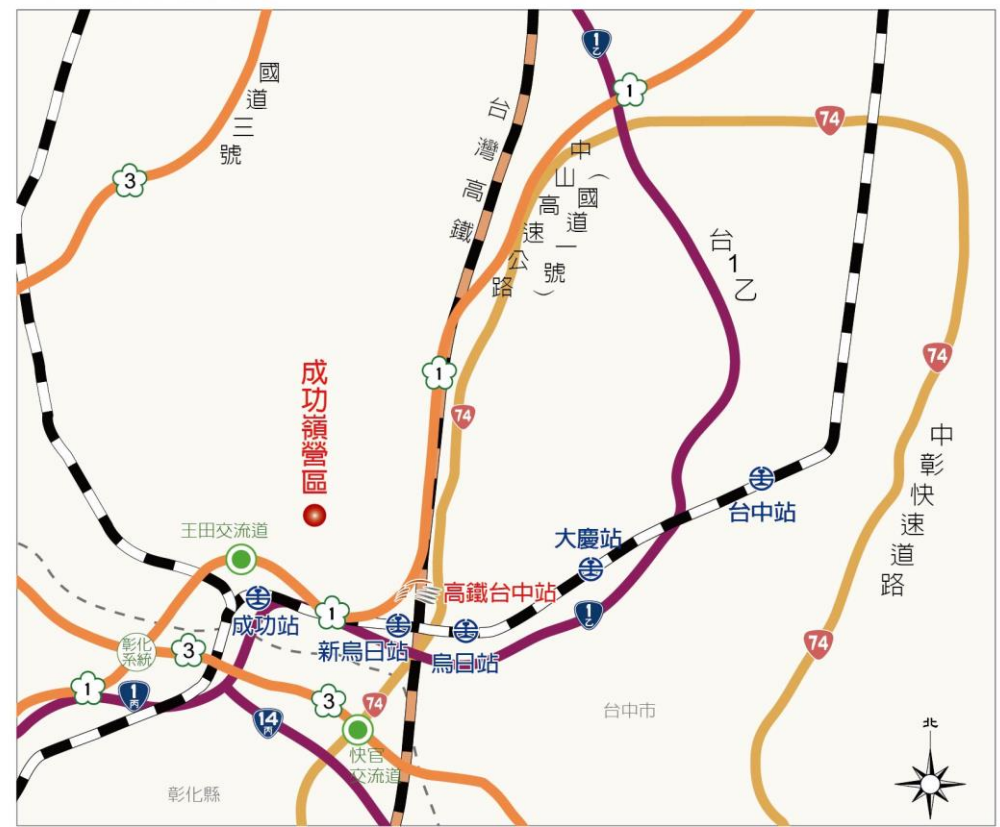 1乙
國道三號
1
台灣高鐵
74
中山高速公路
(國道一號)
3
台1乙
74
成功嶺營區
1
74
中彰快速道路
王田交流道
台中站
大慶站
高鐵台中站
成功站
1
1乙
新烏日站
烏日站
彰化
系統
3
74
1
1丙
3
74
14丙
台中市
北
快官
交流道
彰化縣